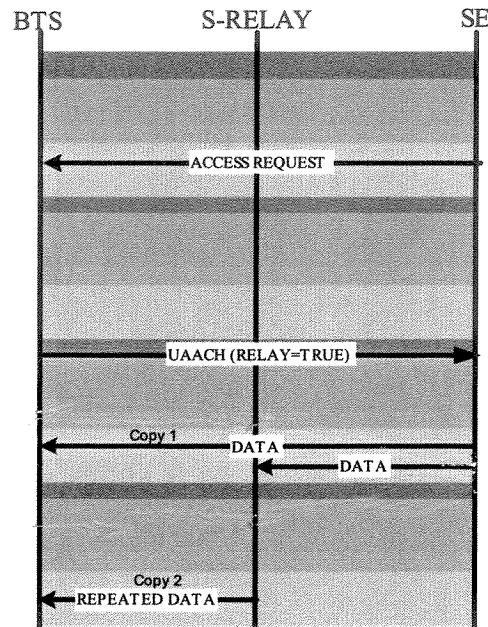 BTS S-RELAY SE
ACCESS REQUEST
UAACH (RELAY=TRUE)
Copy 1
DATA
DATA
Copy 2
REPEATED DATA